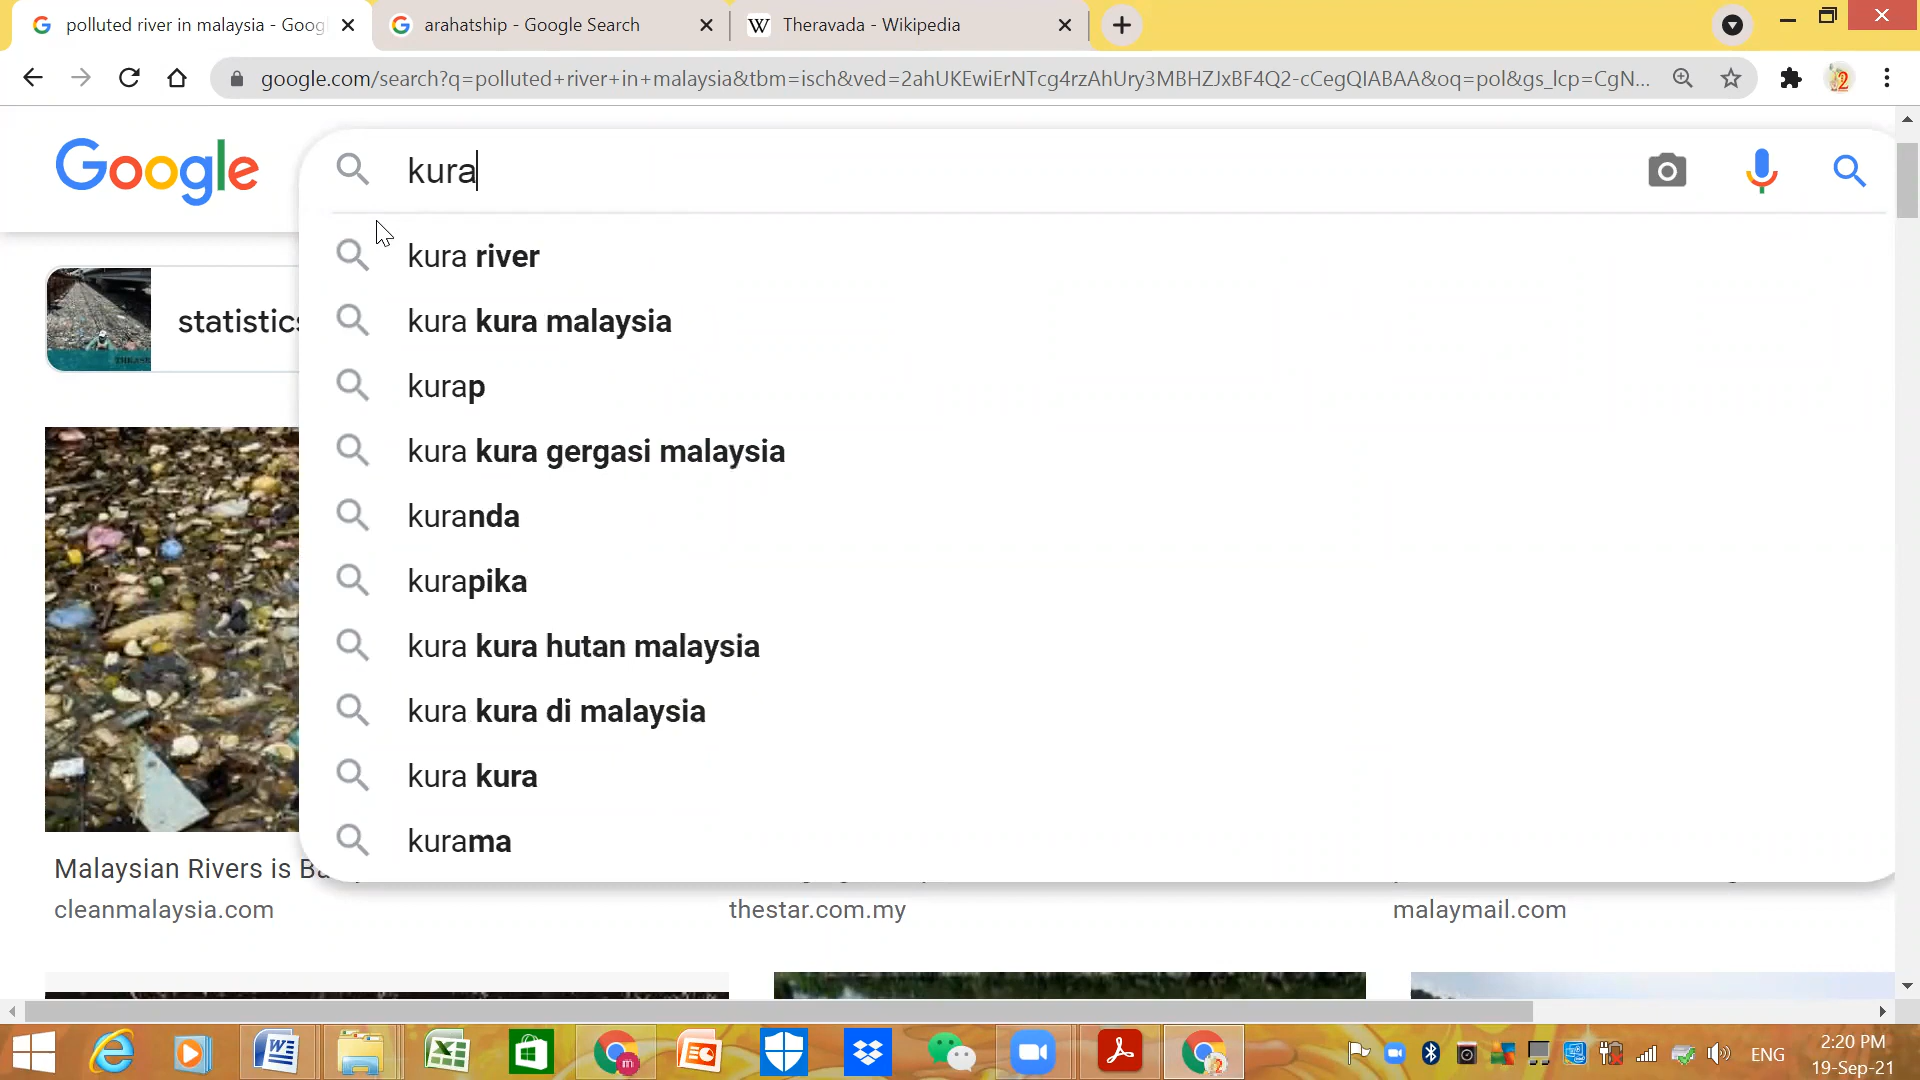 polluted river in malaysia - Goog
arahatship - Google Search
Theravada - Wikipedia
google.com/search?q=polluted+river+in+malaysia&tbm=isch&ved=2ahUKEwiErNTcg4rzAhUry3MBHZJxBF4Q2-cCegQIABAA&oq=pol&gs_lcp=CgN...
Google
kura
kura river
statistics
kura kura malaysia
kurap
kura kura gergasi malaysia
kuranda
kurapika
kura kura hutan malaysia
kura kura di malaysia
kura kura
kurama
Malaysian Rivers is
cleanmalaysia.com
thestar.com.my
malaymail.com
ENG
2:20 PM
19-Sep-21